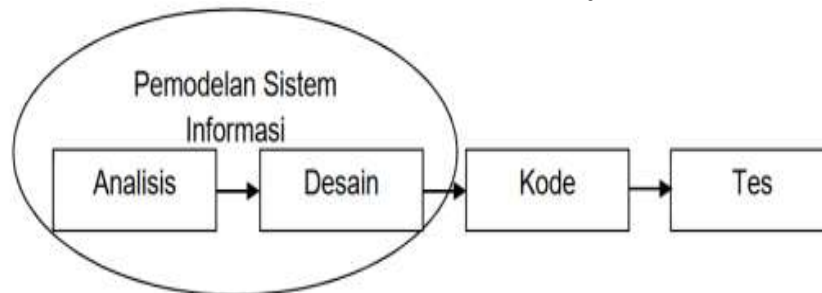 Pemodelan Sistem
Informasi
Analisis
Desain
Kode
Tes